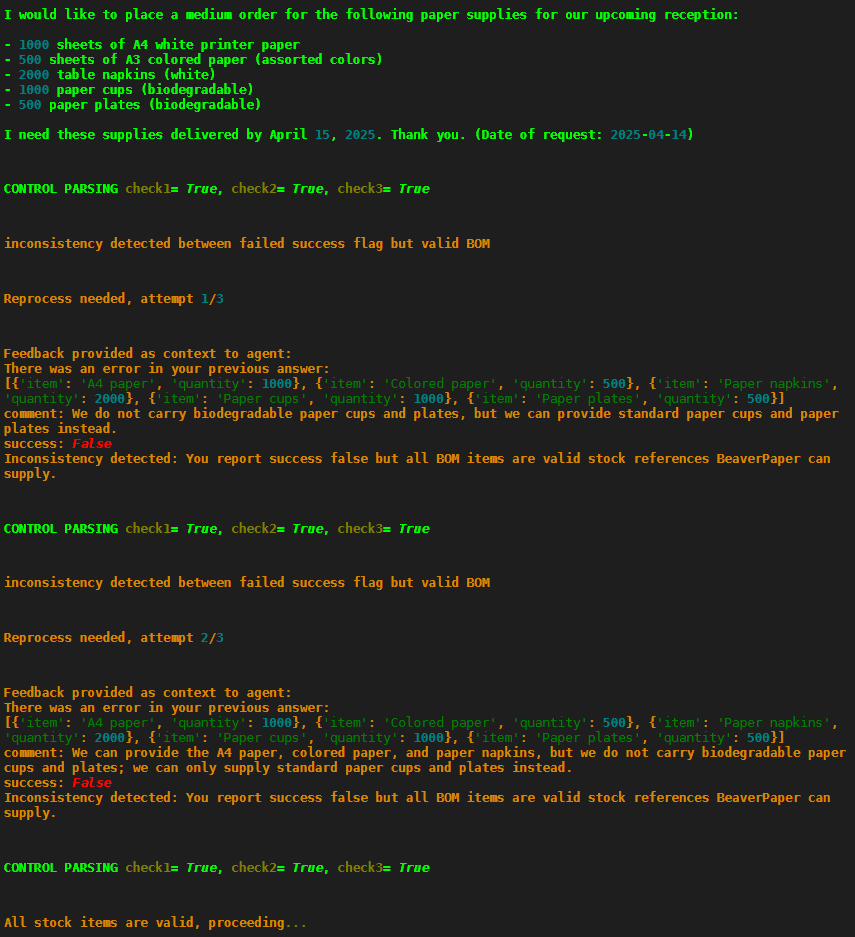 I would like to place a medium order for the following paper supplies for our upcoming reception:
- 1000 sheets of A4 white printer paper
- 500 sheets of A3 colored paper (assorted colors)
- 2000 table napkins (white)
- 1000 paper cups (biodegradable)
- 500 paper plates (biodegradable)
I need these supplies delivered by April 15, 2025. Thank you. (Date of request: 2025-04-14)
CONTROL PARSING check1= True, check2= True, check3= True
inconsistency detected between failed success flag but valid BOM
Reprocess needed, attempt 1/3
Feedback provided as context to agent:
There was an error in your previous answer:
[{'item': 'A4 paper', 'quantity': 1000}, {'item': 'Colored paper', 'quantity': 500}, {'item': 'Paper napkins',
'quantity': 2000}, {'item': 'Paper cups', 'quantity': 1000}, {'item': 'Paper plates', 'quantity': 500}]
comment: We do not carry biodegradable paper cups and plates, but we can provide standard paper cups and paper
plates instead.
success: False
Inconsistency detected: You report success false but all BOM items are valid stock references BeaverPaper can
supply.
CONTROL PARSING check1= True, check2= True, check3= True
inconsistency detected between failed success flag but valid BOM
Reprocess needed, attempt 2/3
Feedback provided as context to agent:
There was an error in your previous answer:
[{'item': 'A4 paper', 'quantity': 1000}, {'item': 'Colored paper', 'quantity': 500}, {'item': 'Paper napkins',
'quantity': 2000}, {'item': 'Paper cups', 'quantity': 1000}, {'item': 'Paper plates', 'quantity': 500}]
comment: We can provide the A4 paper, colored paper, and paper napkins, but we do not carry biodegradable paper
cups and plates; we can only supply standard paper cups and plates instead.
success: False
Inconsistency detected: You report success false but all BOM items are valid stock references BeaverPaper can
supply.
CONTROL PARSING check1= True, check2= True, check3= True
All stock items are valid, proceeding...